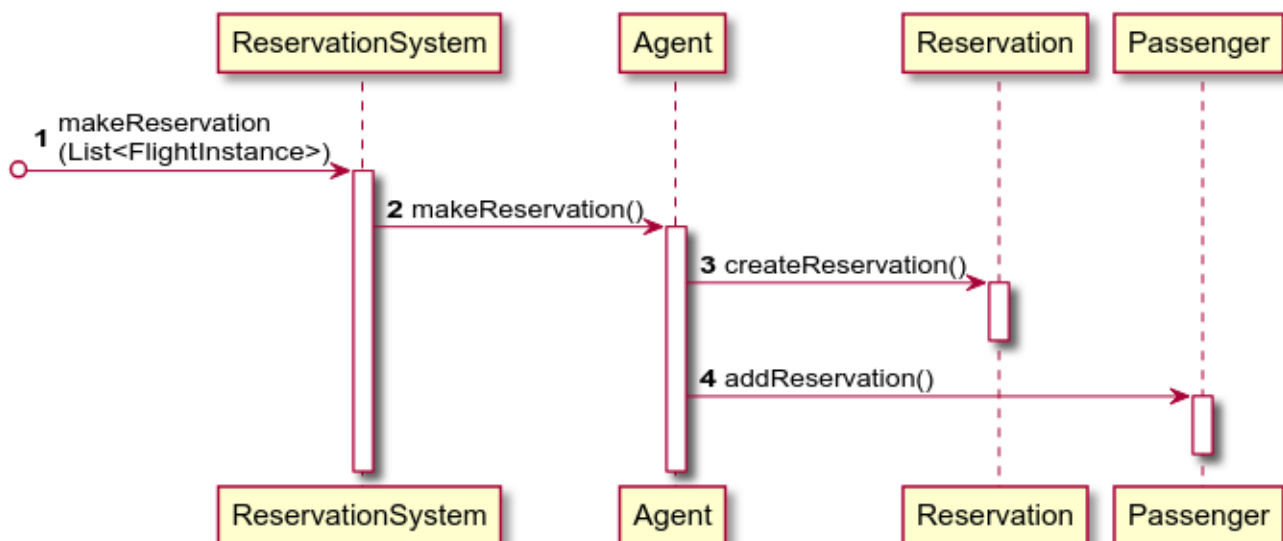 ReservationSystem
Agent
Reservation
Passenger
1 makeReservation
(List<FlightInstance>)
2 makeReservation()
3 createReservation()
4 addReservation()
ReservationSystem
Agent
Reservation
Passenger